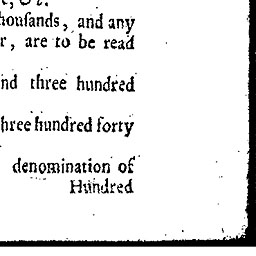 houſands, and any
r, are to be read
nd three hundred
hree hundred forty
denomination of
Hundred